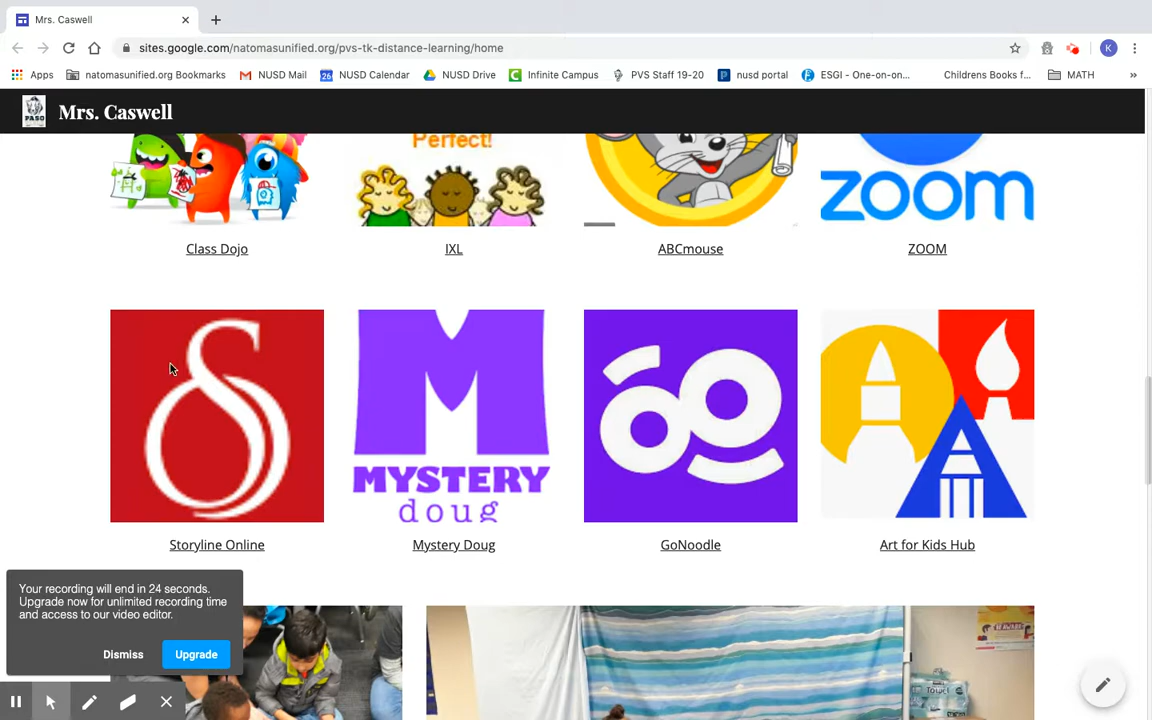 Mrs. Caswell
sites.google.com/natomasunified.org/pvs-tk-distance-learning/home
K
Apps natomasunified.org Bookmarks NUSD Mail 26 NUSD Calendar NUSD Drive C Infinite Campus PVS Staff 19-20 P nusd portal ESGI - One-on-on... Childrens Books f... MATH »
PASO Mrs. Caswell
Perfect!
zoom
Class Dojo IXL ABCmouse ZOOM
S M
MYSTERY
doug
Storyline Online Mystery Doug GoNoodle Art for Kids Hub
Your recording will end in 24 seconds.
Upgrade now for unlimited recording time
and access to our video editor.
Dismiss Upgrade